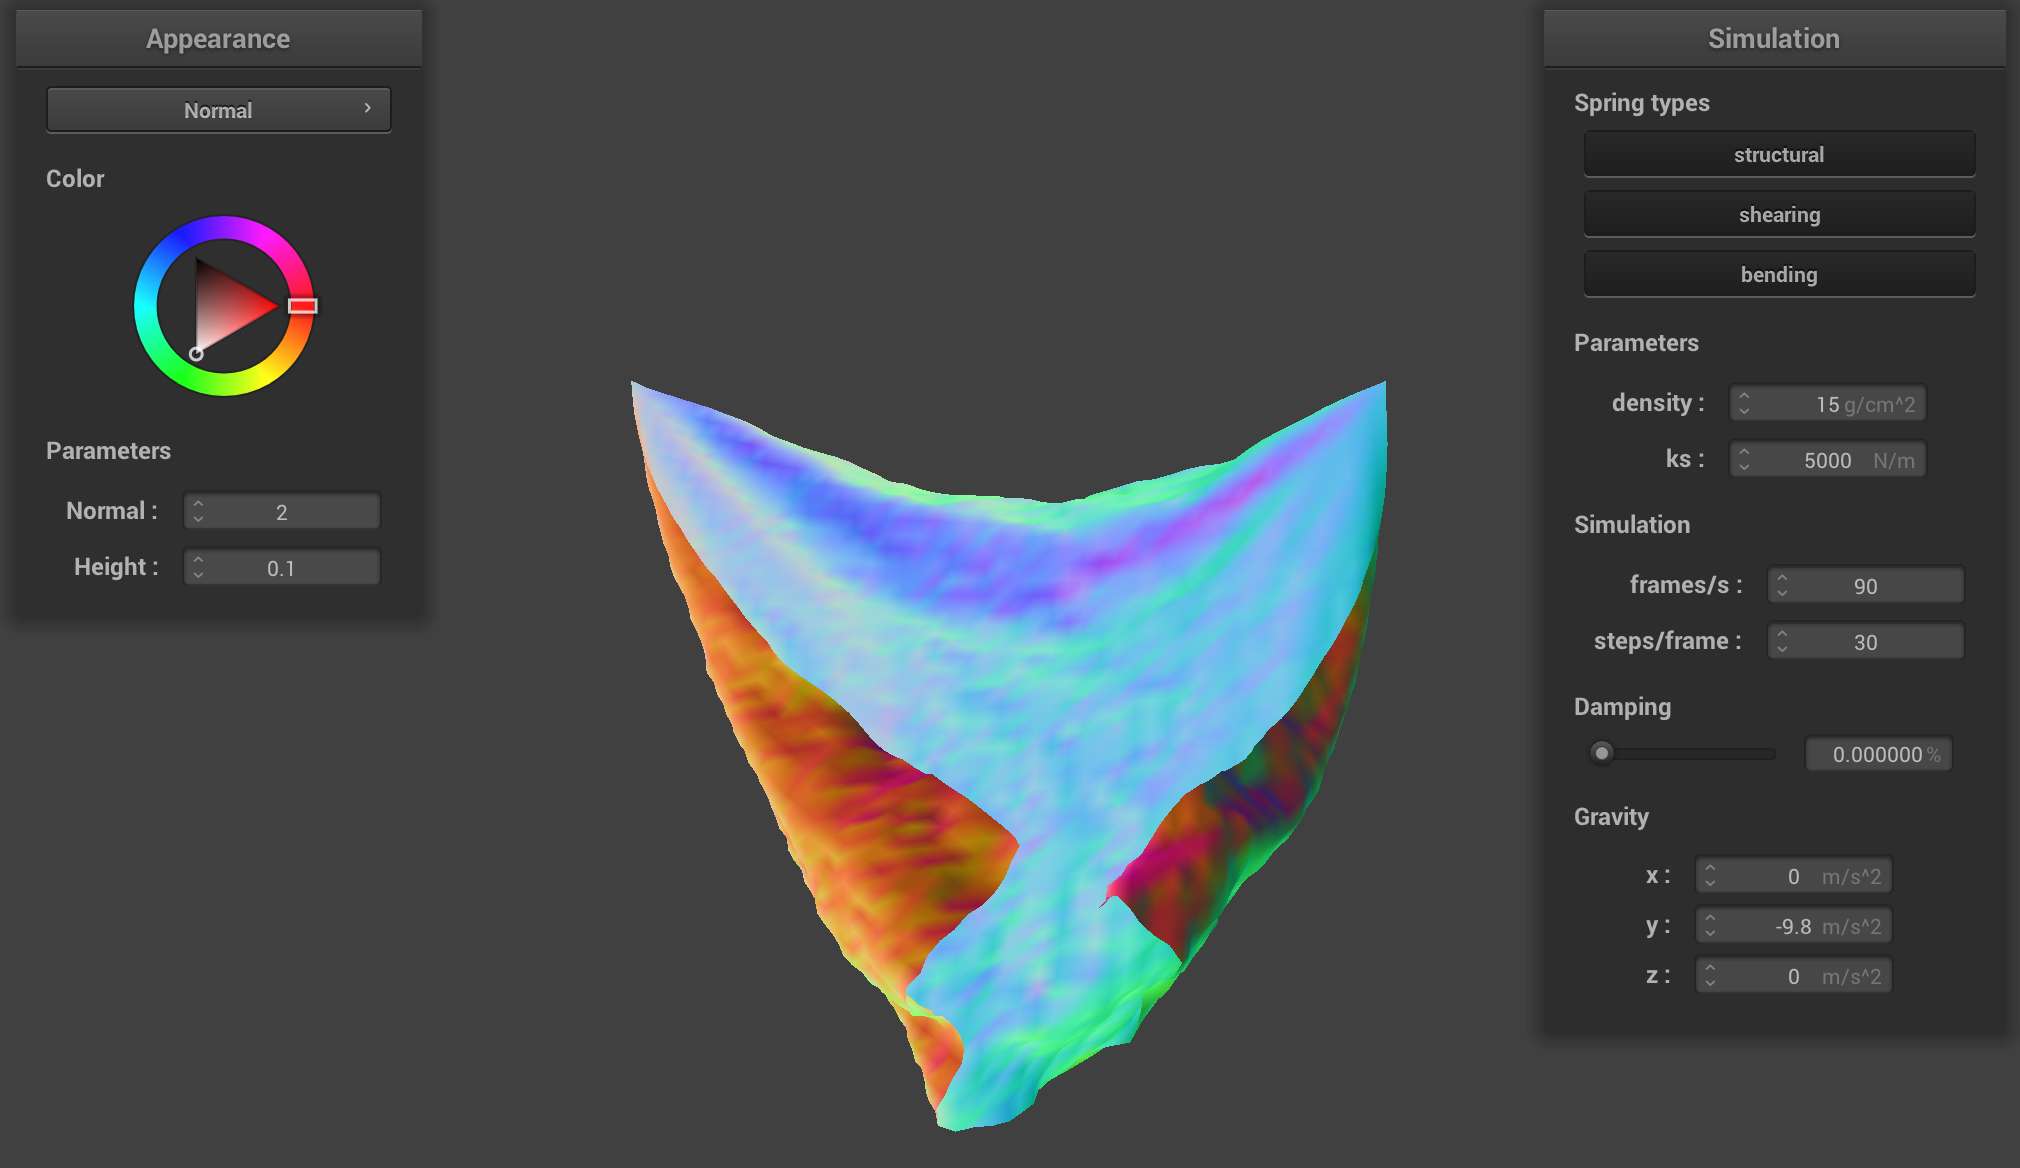 Appearance
Normal
Color
Parameters
Normal : 2
Height : 0.1
Simulation
Spring types
structural
shearing
bending
Parameters
density : 15 g/cm^2
ks : 5000 N/m
Simulation
frames/s : 90
steps/frame : 30
Damping
0.000000 %
Gravity
x : 0 m/s^2
y : -9.8 m/s^2
z : 0 m/s^2